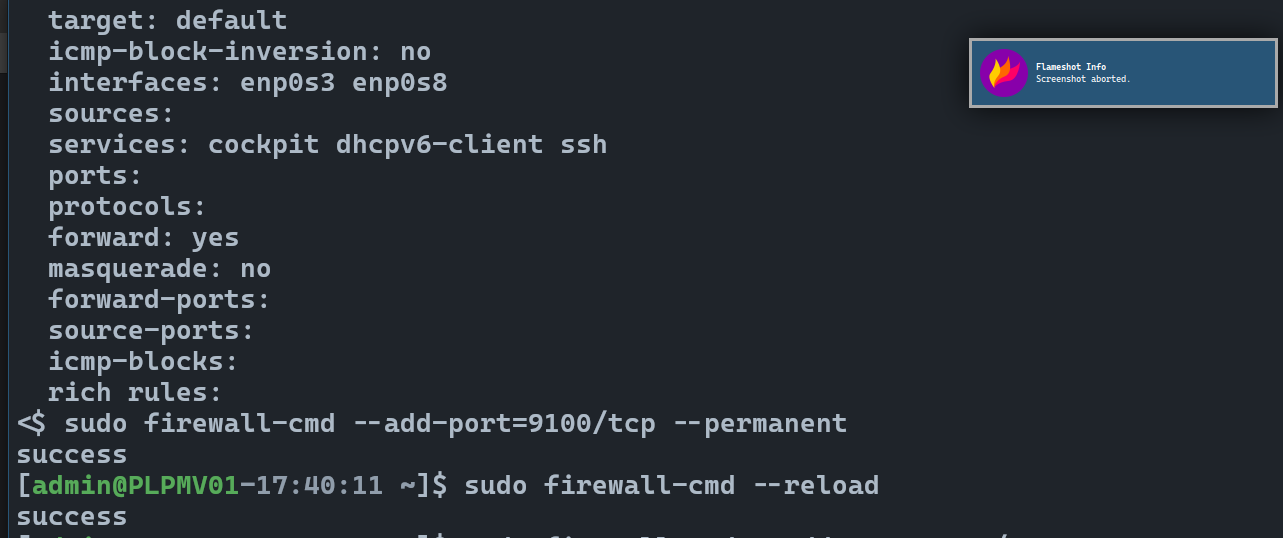 target: default
icmp-block-inversion: no
interfaces: enp0s3 enp0s8
sources:
services: cockpit dhcpv6-client ssh
ports:
protocols:
forward: yes
masquerade: no
forward-ports:
source-ports:
icmp-blocks:
rich rules:
<$ sudo firewall-cmd --add-port=9100/tcp --permanent
success
[admin@PLPMV01-17:40:11 ~]$ sudo firewall-cmd --reload
success
Flameshot Info
Screenshot aborted.